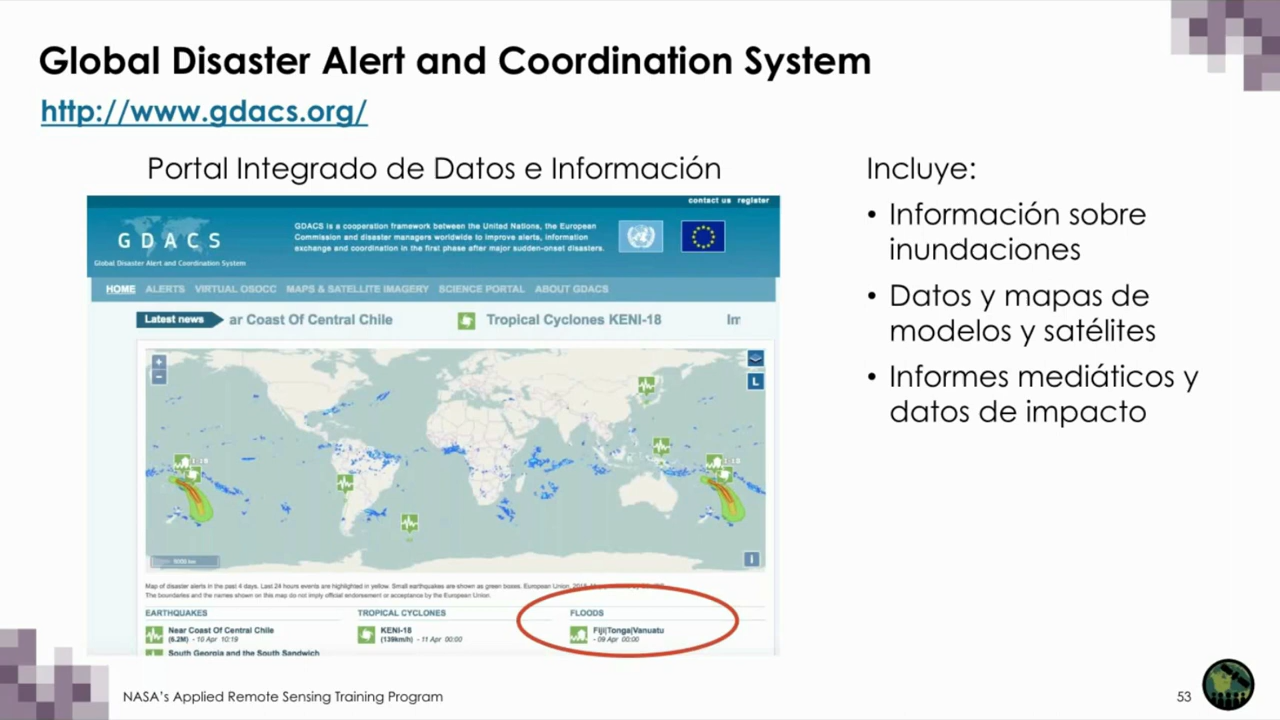 Global Disaster Alert and Coordination System
http://www.gdacs.org/
Portal Integrado de Datos e Información
contact us register
GDACS is a cooperation framework between the United Nations, the European
Commission and disaster managers worldwide to improve alerts, information
exchange and coordination in the first phase after major sudden-onset disasters.
GDACS
Global Disaster Alert and Coordination System
HOME ALERTS VIRTUAL OSOCC MAPS & SATELLITE IMAGERY SCIENCE PORTAL ABOUT GDACS
Latest news ar Coast Of Central Chile Tropical Cyclones KENI-18
+
−
L
i
Map of disaster alerts in the past 4 days. Last 24 hours events are highlighted in yellow. Small earthquakes are shown as green boxes. European Union,
The boundaries and the names shown on this map do not imply official endorsement or acceptance by the European Union.
EARTHQUAKES
Near Coast Of Central Chile
(6.2M) - 10 Apr 10:19
South Georgia and the South Sandwich
TROPICAL CYCLONES
KENI-18
(139km/h) - 11 Apr 00:00
FLOODS
Fiji|Tonga|Vanuatu
- 09 Apr 00:00
Incluye:
• Información sobre
inundaciones
• Datos y mapas de
modelos y satélites
• Informes mediáticos y
datos de impacto
NASA's Applied Remote Sensing Training Program
53